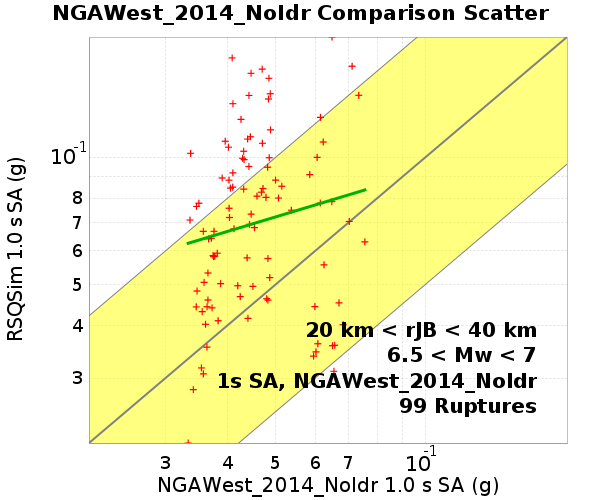 NGAWest_2014_NoIdr Comparison Scatter
RSQSim 1.0 s SA (g)
10⁻¹
8
7
6
5
4
3
20 km < rJB < 40 km
6.5 < Mw < 7
1s SA, NGAWest_2014_NoIdr
99 Ruptures
3 4 5 6 7 10⁻¹
NGAWest_2014_NoIdr 1.0 s SA (g)